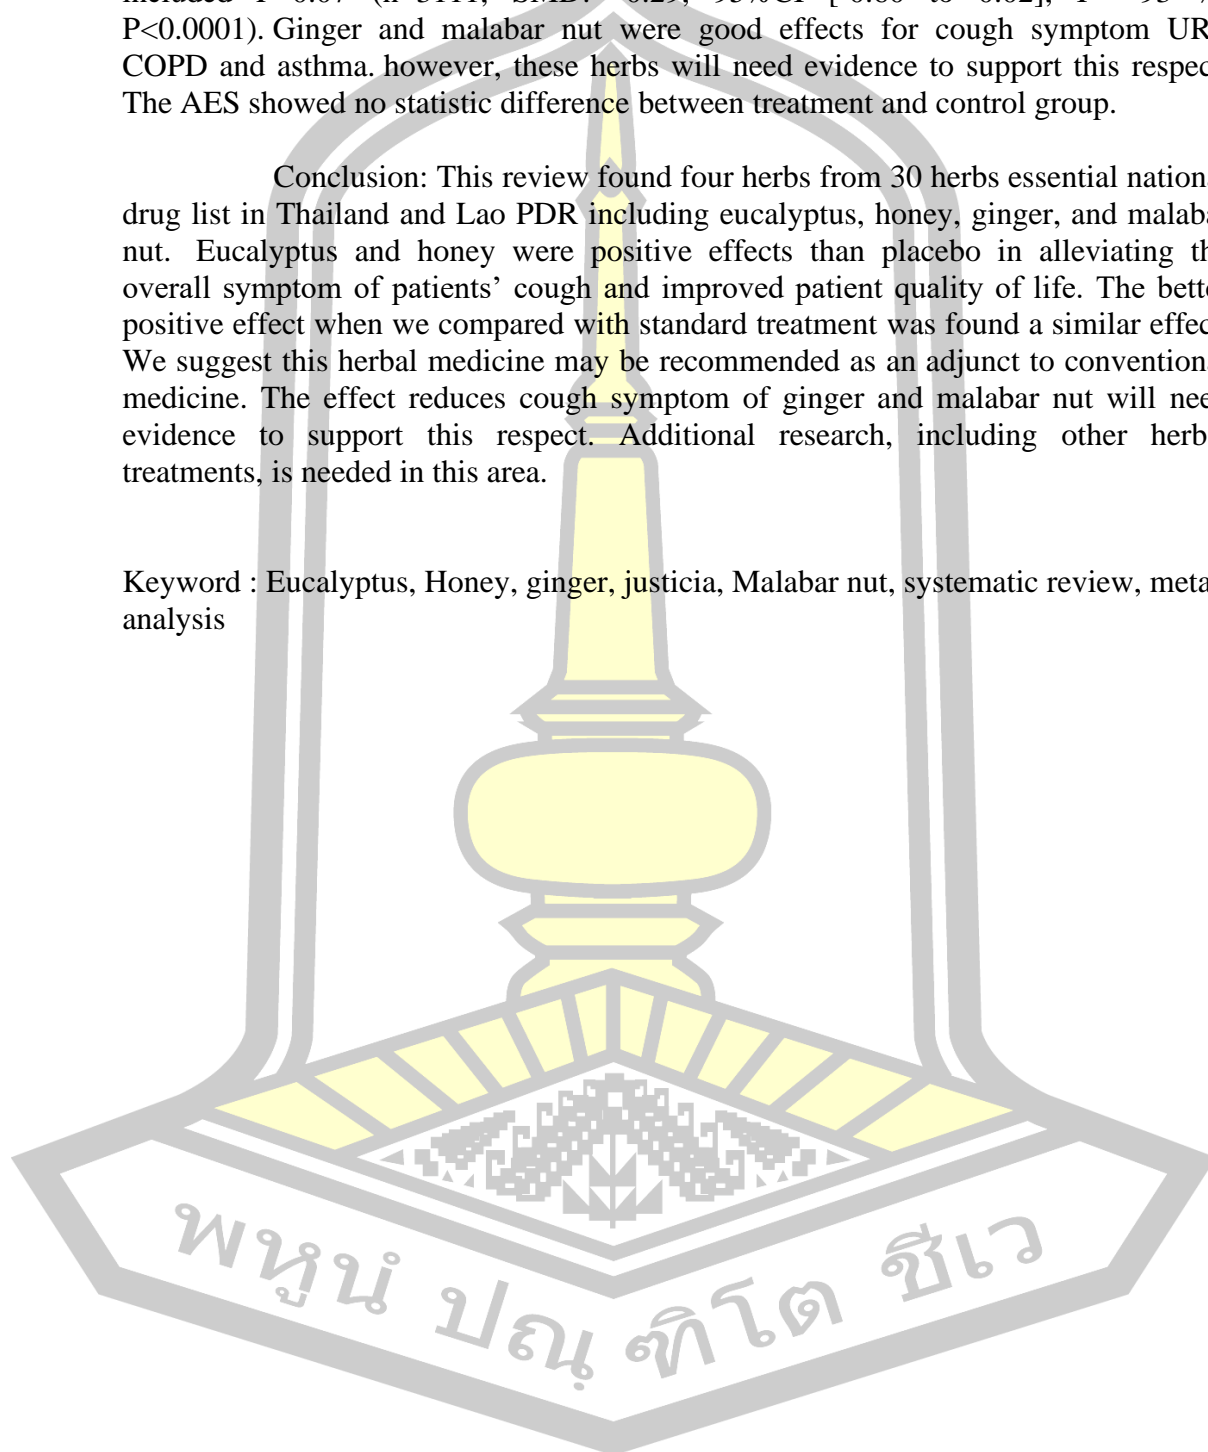 P<0.0001). Ginger and malabar nut were good effects for cough symptom
COPD and asthma. however, these herbs will need evidence to support this
The AES showed no statistic difference between treatment and control group.
Conclusion: This review found four herbs from 30 herbs essential
drug list in Thailand and Lao PDR including eucalyptus, honey, ginger, and
nut. Eucalyptus and honey were positive effects than placebo in alleviating
overall symptom of patients’ cough and improved patient quality of life. The
positive effect when we compared with standard treatment was found a similar
We suggest this herbal medicine may be recommended as an adjunct to
medicine. The effect reduces cough symptom of ginger and malabar nut will
evidence to support this respect. Additional research, including other
treatments, is needed in this area.
Keyword : Eucalyptus, Honey, ginger, justicia, Malabar nut, systematic review, meta
analysis
พหูนํ ปณฺฑิโต ชีเว